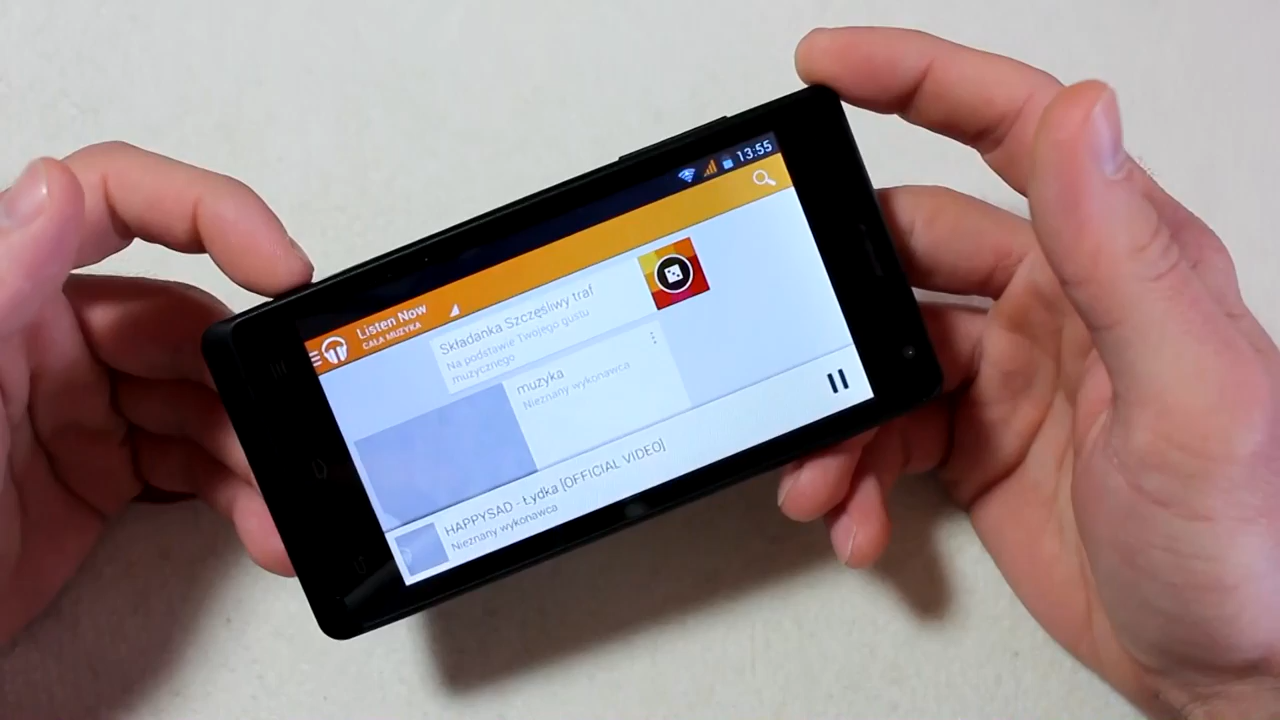 13:55
Listen Now
CAŁA MUZYKA
Składanka Szczęśliwy traf
Na podstawie Twojego gustu
muzycznego
muzyka
Nieznany wykonawca
HAPPYSAD - Łydka [OFFICIAL VIDEO]
Nieznany wykonawca